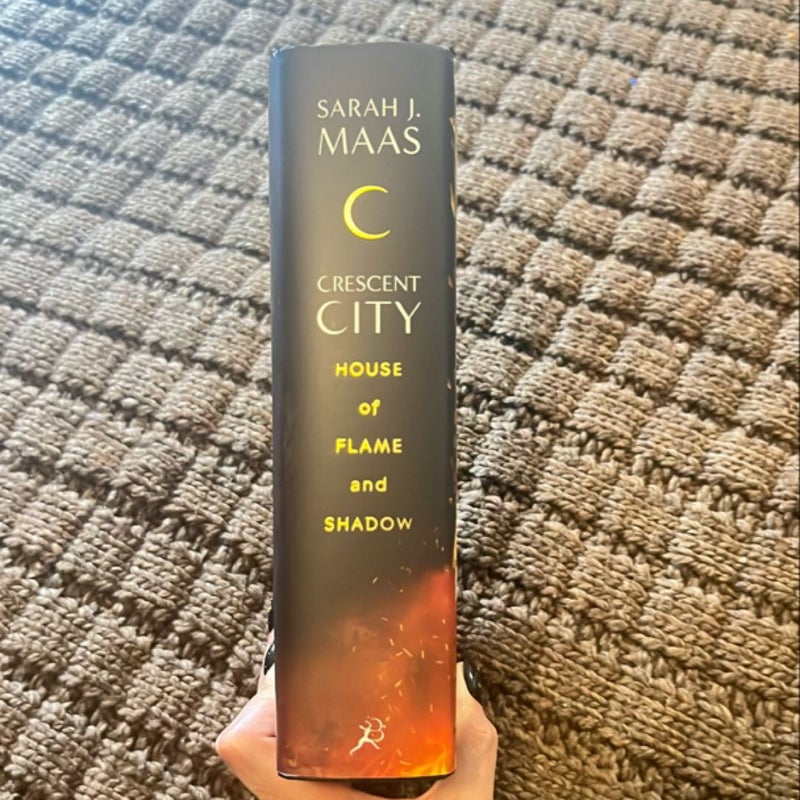 SARAH J.
MAAS
C
CRESCENT
CITY
HOUSE
of
FLAME
and
SHADOW